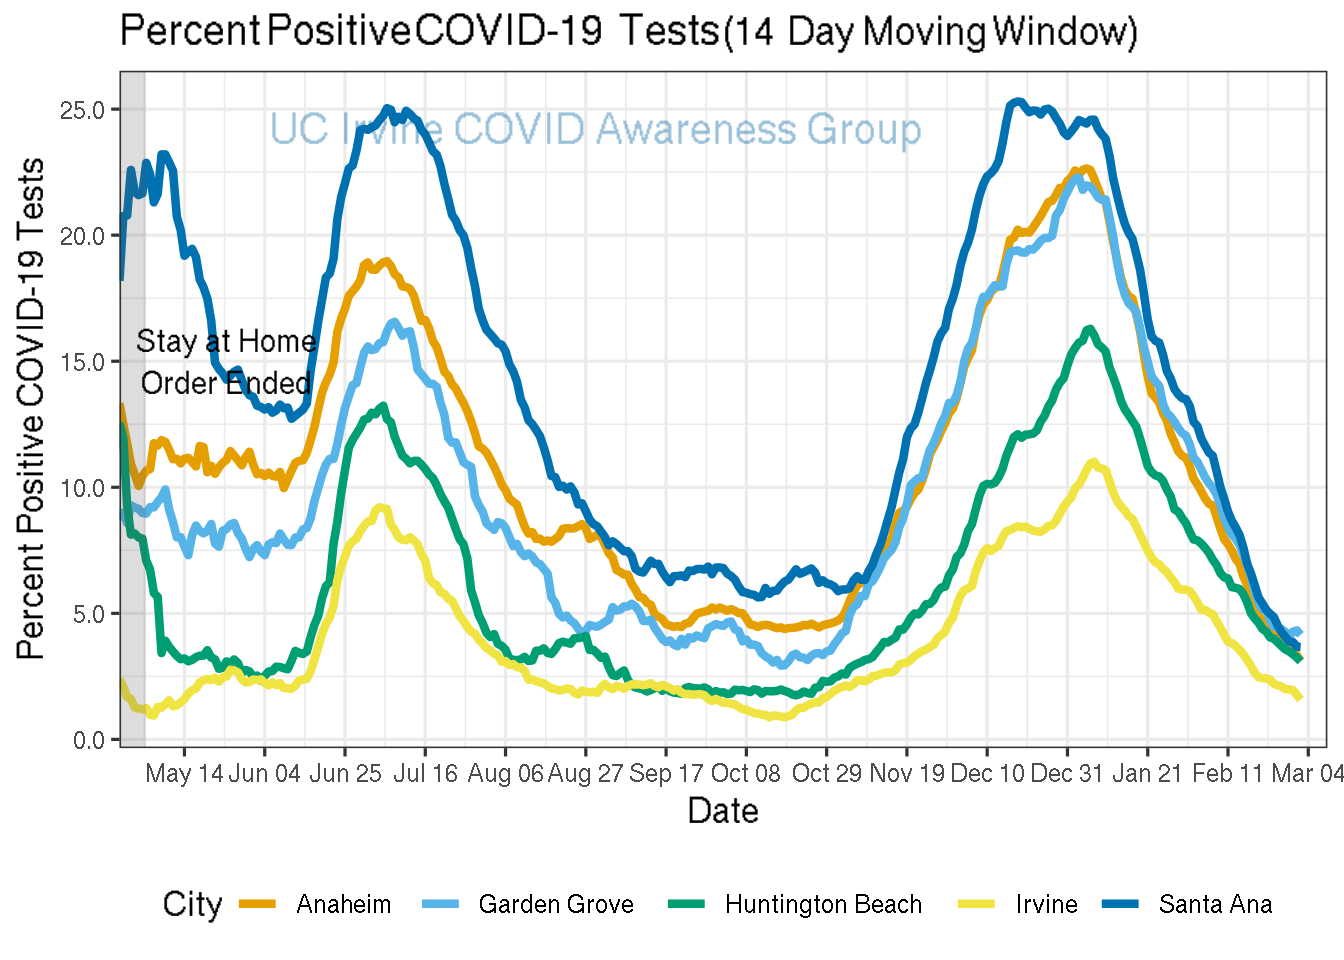 Percent Positive COVID-19 Tests (14 Day Moving Window)
UC Irvine COVID Awareness Group
Percent Positive COVID-19 Tests
25.0
20.0
15.0
10.0
5.0
0.0
Stay at Home
Order Ended
May 14 Jun 04 Jun 25 Jul 16 Aug 06 Aug 27 Sep 17 Oct 08 Oct 29 Nov 19 Dec 10 Dec 31 Jan 21 Feb 11 Mar 04
Date
City Anaheim Garden Grove Huntington Beach Irvine Santa Ana